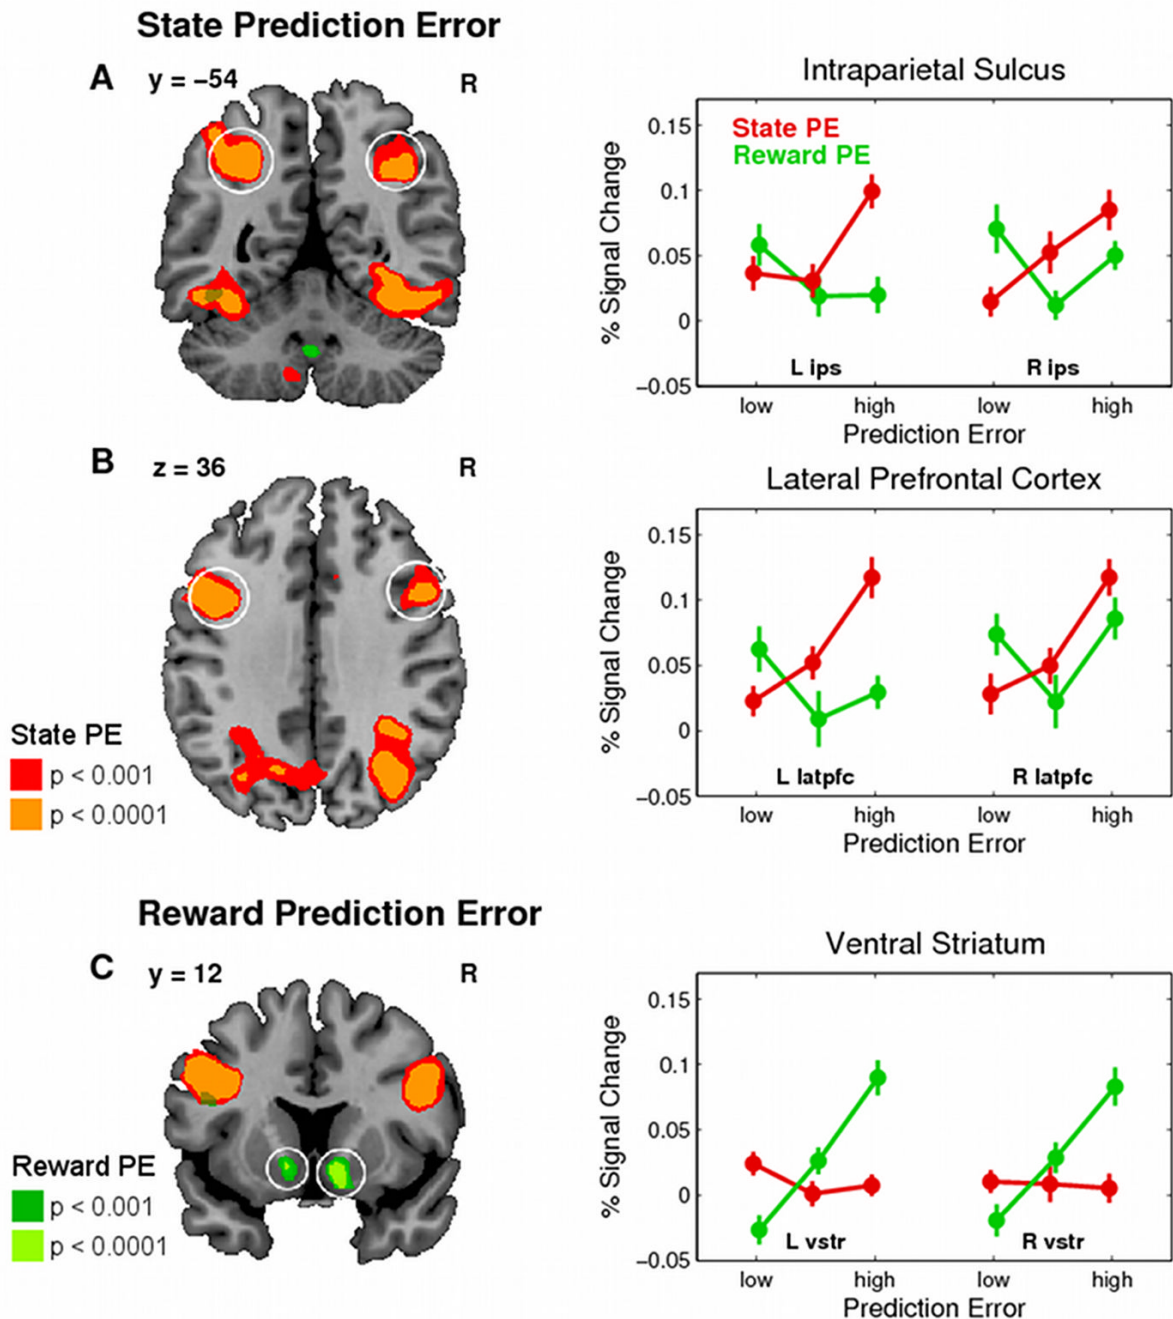 State Prediction Error
A
y = −54
R
Intraparietal Sulcus
State PE
Reward PE
% Signal Change
0.15
0.1
0.05
0
−0.05
L ips
R ips
low
high
low
high
Prediction Error
B
z = 36
R
State PE
p < 0.001
p < 0.0001
Lateral Prefrontal Cortex
% Signal Change
0.15
0.1
0.05
0
−0.05
L latpfc
R latpfc
low
high
low
high
Prediction Error
Reward Prediction Error
C
y = 12
R
Reward PE
p < 0.001
p < 0.0001
Ventral Striatum
% Signal Change
0.15
0.1
0.05
0
−0.05
L vstr
R vstr
low
high
low
high
Prediction Error